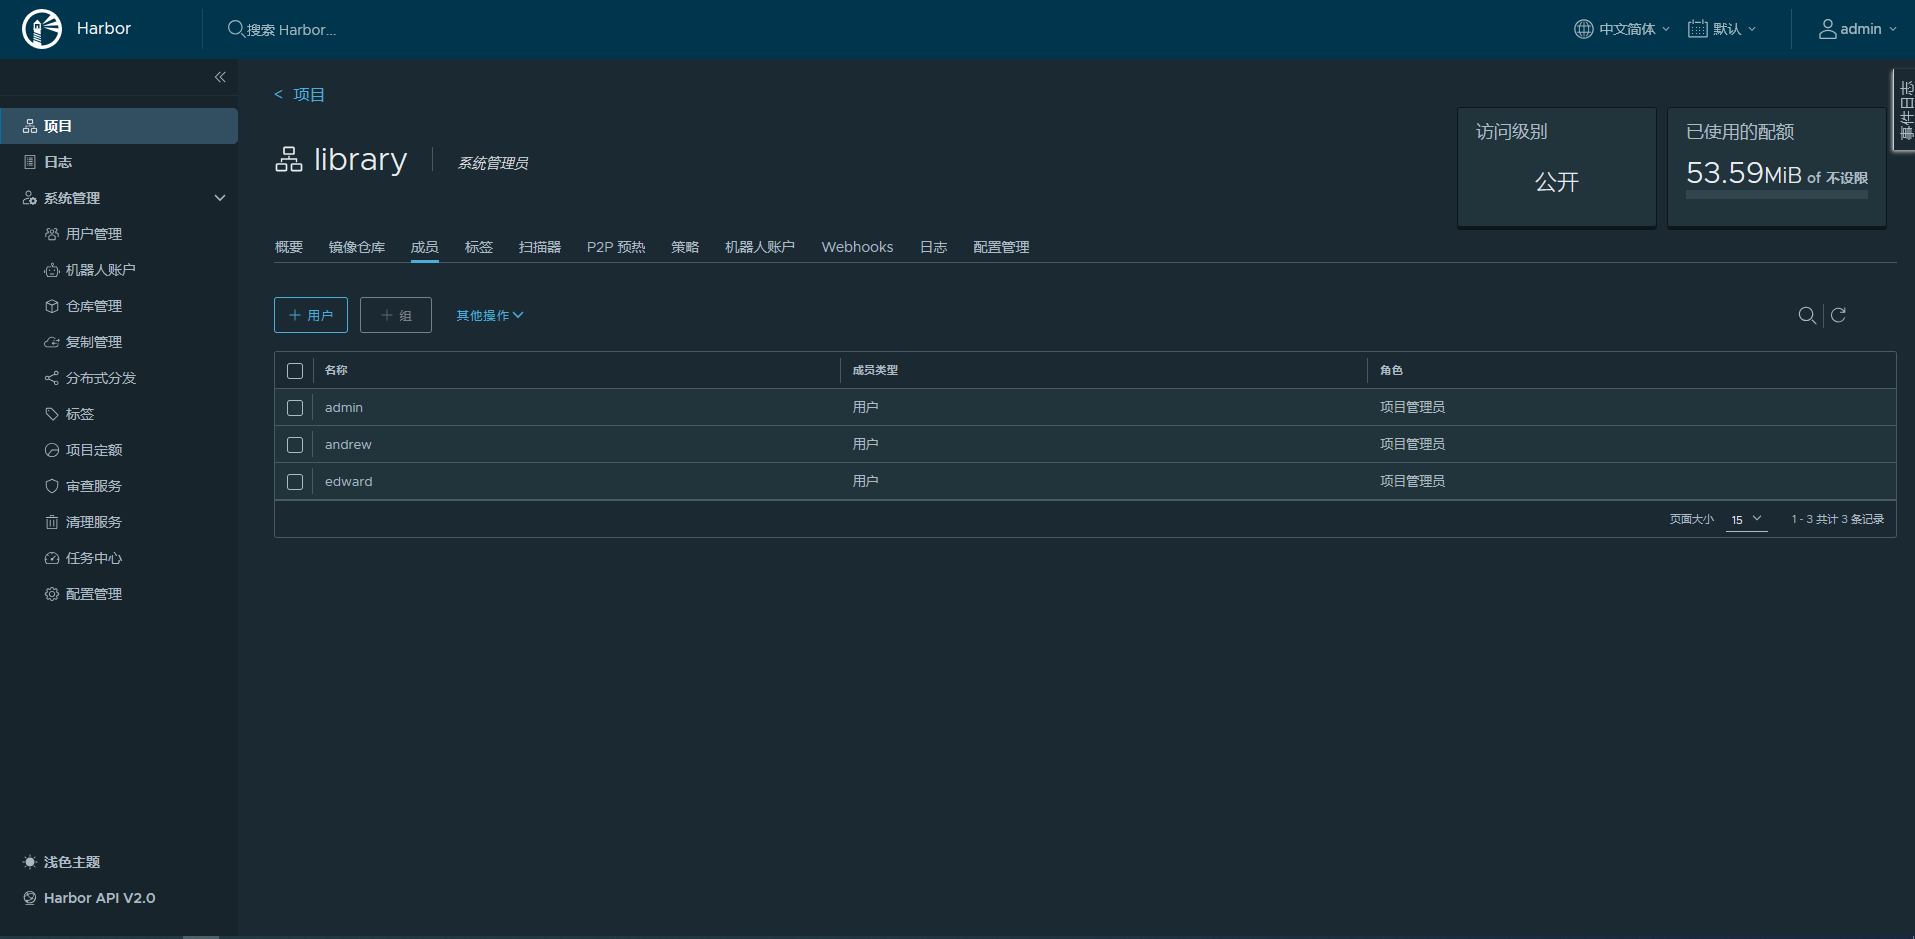 Harbor
搜索 Harbor...
中文简体
默认
admin
事件日志
项目
日志
系统管理
用户管理
机器人账户
仓库管理
复制管理
分布式分发
标签
项目定额
审查服务
清理服务
任务中心
配置管理
浅色主题
Harbor API V2.0
< 项目
library
系统管理员
访问级别
公开
已使用的配额
53.59MiB of 不设限
概要 镜像仓库 成员 标签 扫描器 P2P 预热 策略 机器人账户 Webhooks 日志 配置管理
+ 用户 + 组 其他操作
名称 成员类型 角色
admin 用户 项目管理员
andrew 用户 项目管理员
edward 用户 项目管理员
页面大小 15 1 - 3 共计 3 条记录